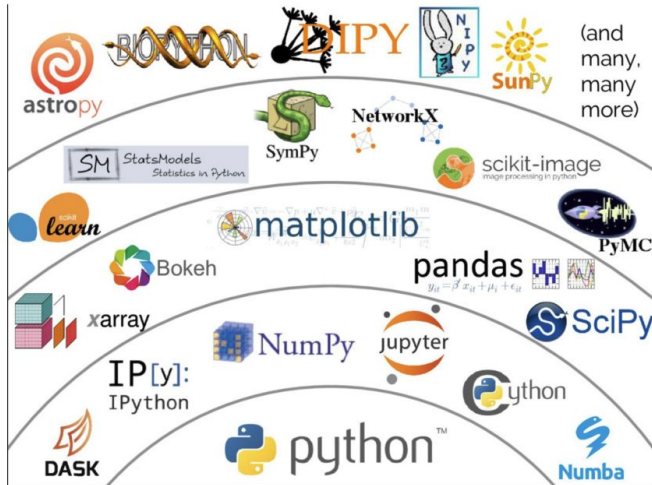 BIOPYTHON
DIPY
NIPY
astropy
SunPy
(and
many,
many
more)
SymPy
NetworkX
SM StatsModels
Statistics in Python
scikit-image
image processing in python
scikit
learn
matplotlib
PyMC
Bokeh
pandas
xarray
NumPy
jupyter
SciPy
IP[y]:
IPython
Cython
DASK
python™
Numba